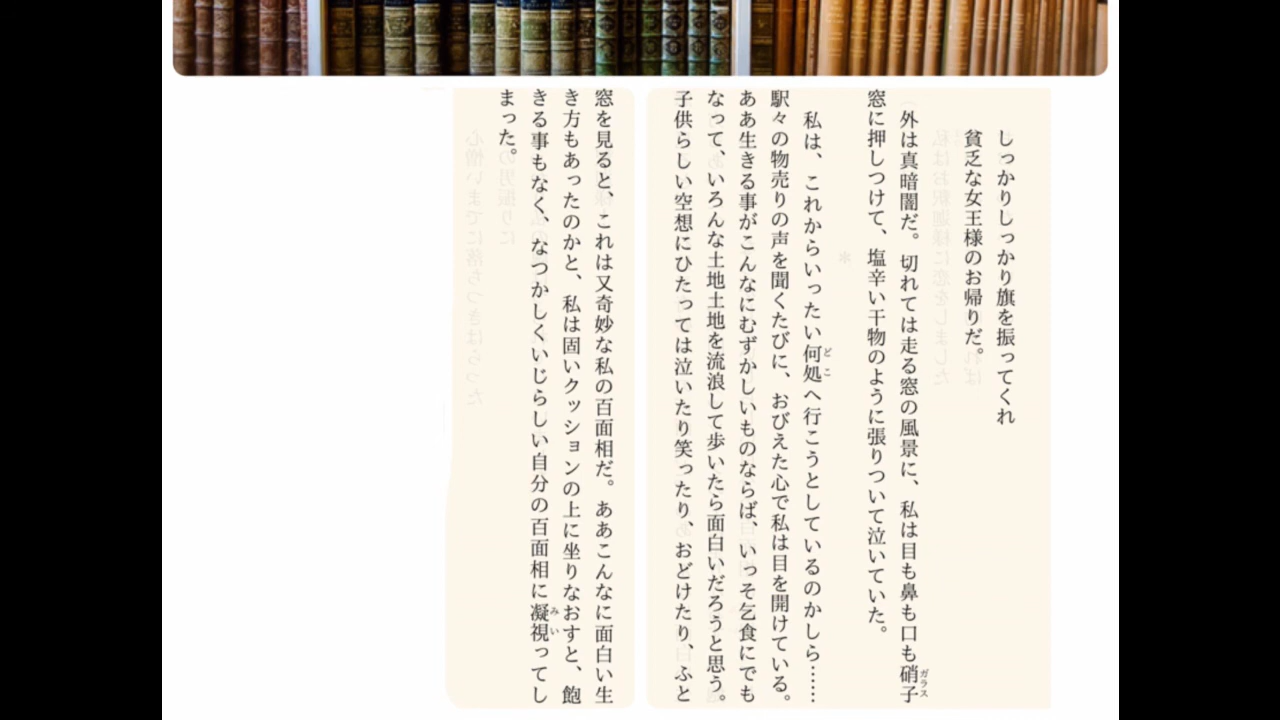 しっかりしっかり旗を振ってくれ
貧乏な女王様のお帰りだ。
外は真暗闇だ。切れては走る窓の風景に、私は目も鼻も口も硝子ガラス
窓に押しつけて、塩辛い干物のように張りついて泣いていた。
＊
私は、これからいったい何処どこへ行こうとしているのかしら……
駅々の物売りの声を聞くたびに、おびえた心で私は目を開けている。
ああ生きる事がこんなにむずかしいものならば、いっそ乞食にでも
なって、いろんな土地土地を流浪して歩いたら面白いだろうと思う。
子供らしい空想にひたっては泣いたり笑ったり、おどけたり、ふと
窓を見ると、これは又奇妙な私の百面相だ。ああこんなに面白い生
き方もあったのかと、私は固いクッションの上に坐りなおすと、飽
きる事もなく、なつかしくいじらしい自分の百面相に凝視みいってし
まった。